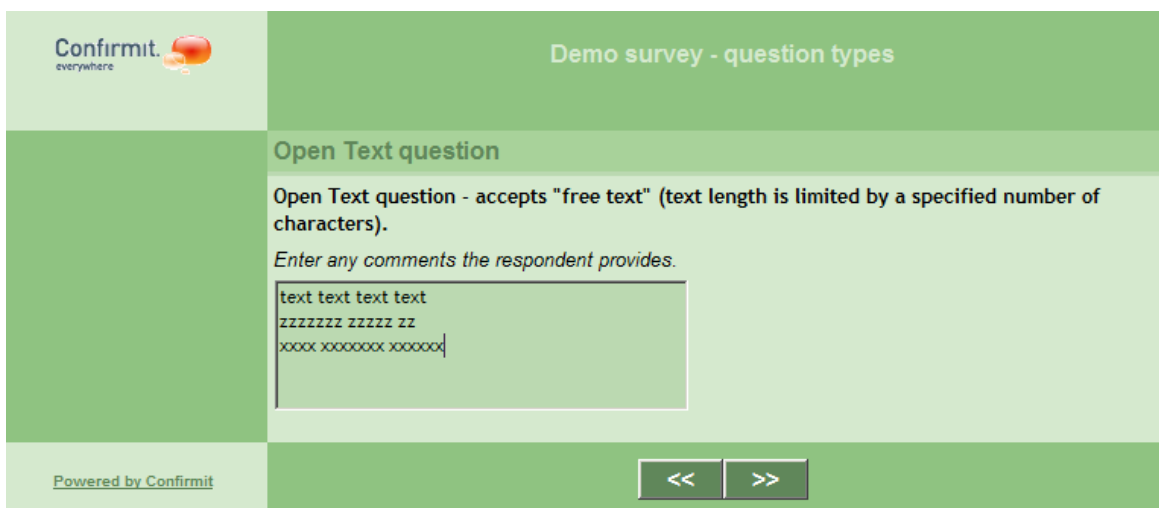 Confirmit.
everywhere
Demo survey - question types
Open Text question
Open Text question - accepts "free text" (text length is limited by a specified number of
characters).
Enter any comments the respondent provides.
text text text text
zzzzzzz zzzzz zz
xxxx xxxxxxx xxxxxx
Powered by Confirmit
<< >>